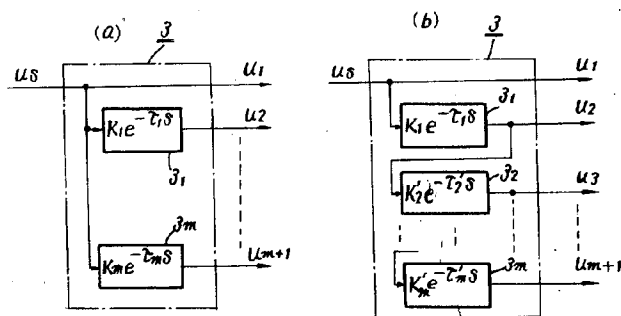 (a)
3
us
u1
K1e^-τ1s
u2
31
3m
Kme^-τms
um+1
(b)
3
us
u1
31
K1e^-τ1s
u2
K'2e^-τ'2s
32
u3
K'me^-τ'ms
3m
um+1